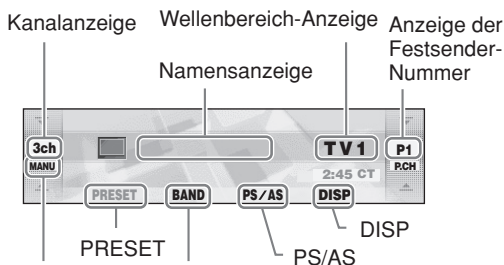 Kanalanzeige
Wellenbereich-Anzeige
Anzeige der
Festsender-
Nummer
Namensanzeige
3ch
TV1
P1
MANU
P.CH
2:45 CT
PRESET
BAND
PS/AS
DISP
DISP
PRESET
PS/AS